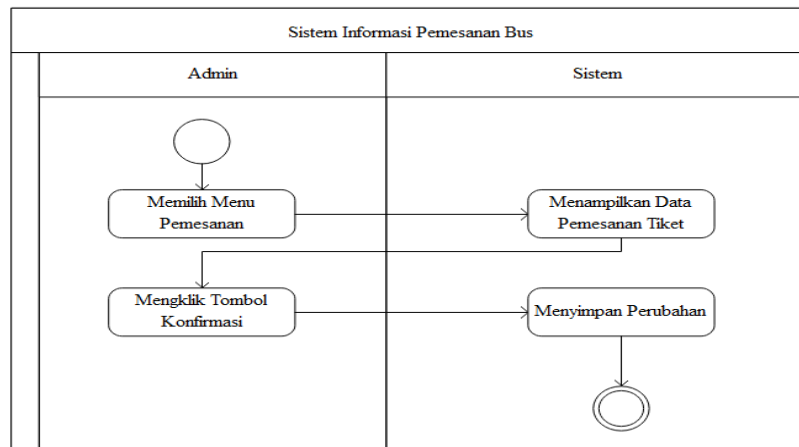 Sistem Informasi Pemesanan Bus
Admin
Sistem
Memilih Menu
Pemesanan
Menampilkan Data
Pemesanan Tiket
Mengklik Tombol
Konfirmasi
Menyimpan Perubahan